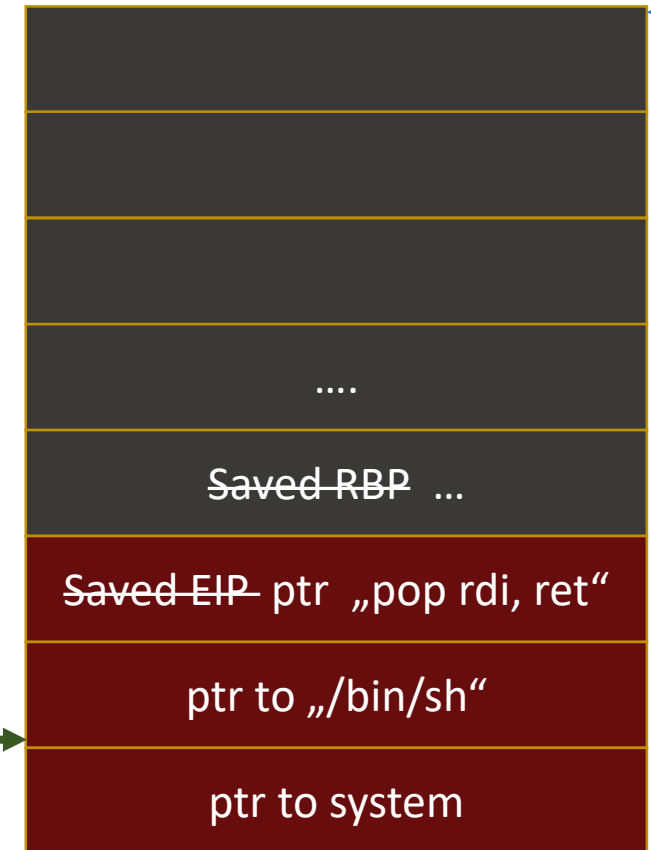 ….
Saved RBP …
Saved EIP ptr „pop rdi, ret“
ptr to „/bin/sh“
ptr to system